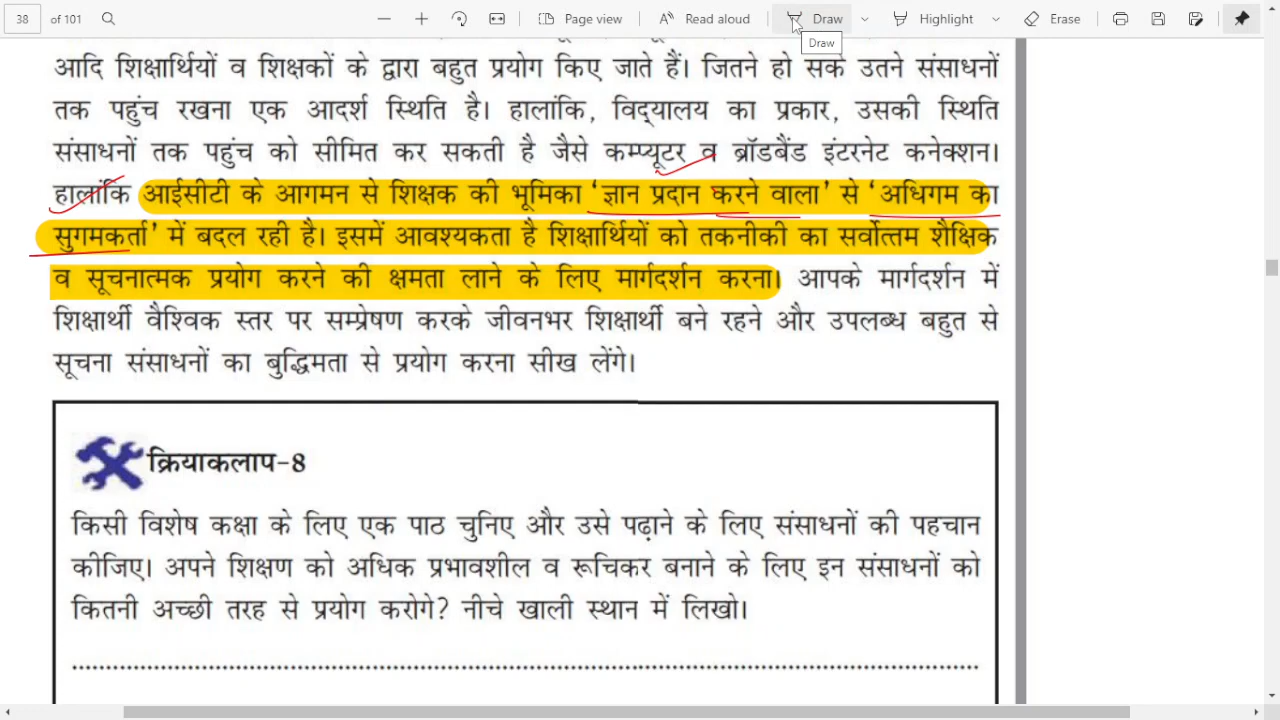 38 of 101 Page view Read aloud Draw Highlight Erase
Draw
आदि शिक्षार्थियों व शिक्षकों के द्वारा बहुत प्रयोग किए जाते हैं। जितने हो सके उतने संसाधनों
तक पहुंच रखना एक आदर्श स्थिति है। हालांकि, विद्यालय का प्रकार, उसकी स्थिति
संसाधनों तक पहुंच को सीमित कर सकती है जैसे कम्प्यूटर व ब्रॉडबैंड इंटरनेट कनेक्शन।
हालांकि आईसीटी के आगमन से शिक्षक की भूमिका ‘ज्ञान प्रदान करने वाला’ से ‘अधिगम का
सुगमकर्ता’ में बदल रही है। इसमें आवश्यकता है शिक्षार्थियों को तकनीकी का सर्वोत्तम शैक्षिक
व सूचनात्मक प्रयोग करने की क्षमता लाने के लिए मार्गदर्शन करना। आपके मार्गदर्शन में
शिक्षार्थी वैश्विक स्तर पर सम्प्रेषण करके जीवनभर शिक्षार्थी बने रहने और उपलब्ध बहुत से
सूचना संसाधनों का बुद्धिमता से प्रयोग करना सीख लेंगे।
क्रियाकलाप-8
किसी विशेष कक्षा के लिए एक पाठ चुनिए और उसे पढ़ाने के लिए संसाधनों की पहचान
कीजिए। अपने शिक्षण को अधिक प्रभावशील व रूचिकर बनाने के लिए इन संसाधनों को
कितनी अच्छी तरह से प्रयोग करोगे? नीचे खाली स्थान में लिखो।